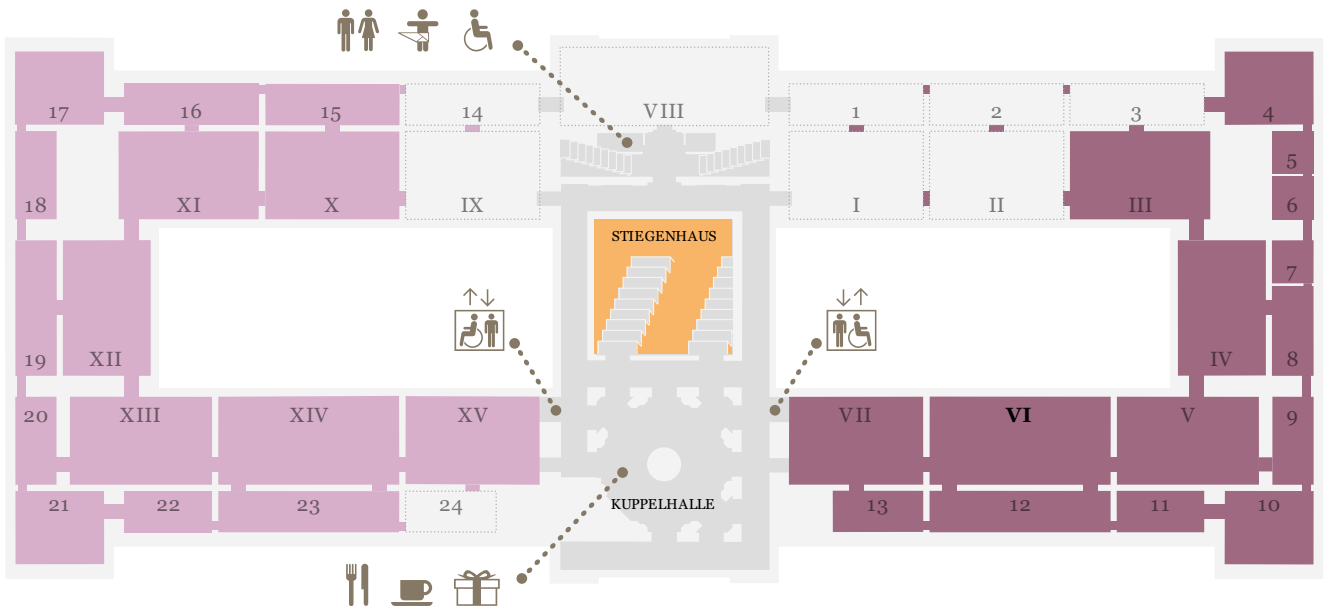 17 16 15 14 VIII 1 2 3 4
5
18 XI X IX I II III 6
STIEGENHAUS
7
19 XII IV 8
20 XIII XIV XV VII VI V 9
21 22 23 24 KUPPELHALLE 13 12 11 10